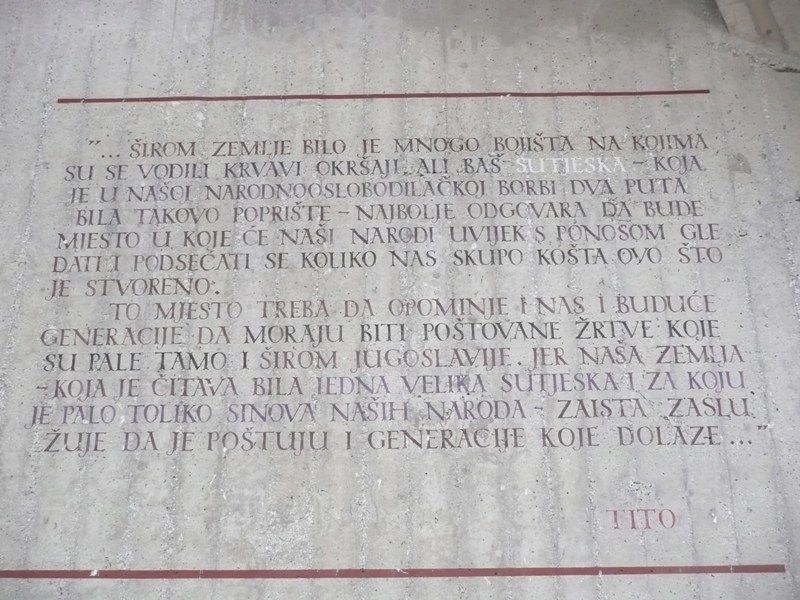 "... ŠIROM ZEMLJE BILO JE MNOGO BOJIŠTA NA KOJIMA
SU SE VODILI KRVAVI OKRŠAJI. ALI BAŠ - SUTJESKA - KOJA
JE U NAŠOJ NARODNOOSLOBODILAČKOJ BORBI DVA PUTA
BILA TAKOVO POPRIŠTE - NAJBOLJE ODGOVARA DA BUDE
MJESTO U KOJE ĆE NAŠI NARODI UVIJEK S PONOSOM GLE
DATI I PODSEĆATI SE KOLIKO NAS SKUPO KOŠTA OVO ŠTO
JE STVORENO.
TO MJESTO TREBA DA OPOMINJE I NAS I BUDUĆE
GENERACIJE DA MORAJU BITI POŠTOVANE ŽRTVE KOJE
SU PALE TAMO I ŠIROM JUGOSLAVIJE. JER NAŠA ZEMLJA
- KOJA JE ČITAVA BILA JEDNA VELIKA SUTJESKA I ZA KOJU
JE PALO TOLIKO SINOVA NAŠIH NARODA - ZAISTA ZASLU
ŽUJE DA JE POŠTUJU I GENERACIJE KOJE DOLAZE ..."
TITO